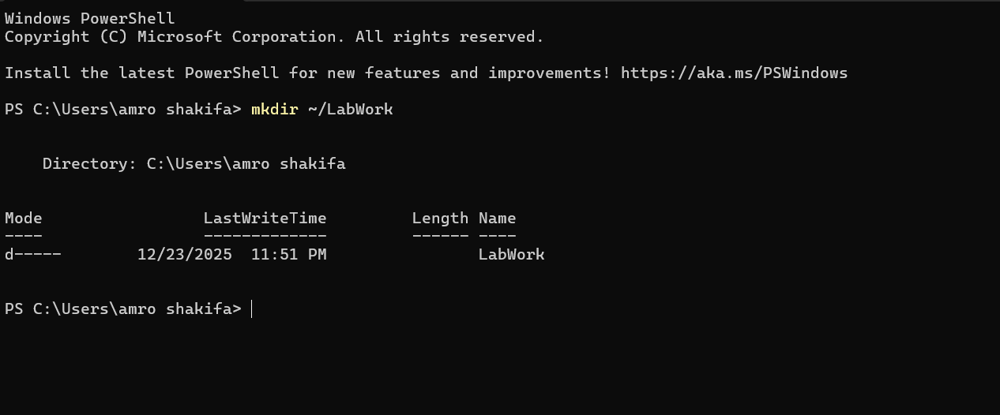 Windows PowerShell
Copyright (C) Microsoft Corporation. All rights reserved.
Install the latest PowerShell for new features and improvements! https://aka.ms/PSWindows
PS C:\Users\amro shakifa> mkdir ~/LabWork
    Directory: C:\Users\amro shakifa
Mode                 LastWriteTime         Length Name
----                 -------------         ------ ----
d-----        12/23/2025  11:51 PM                LabWork
PS C:\Users\amro shakifa>